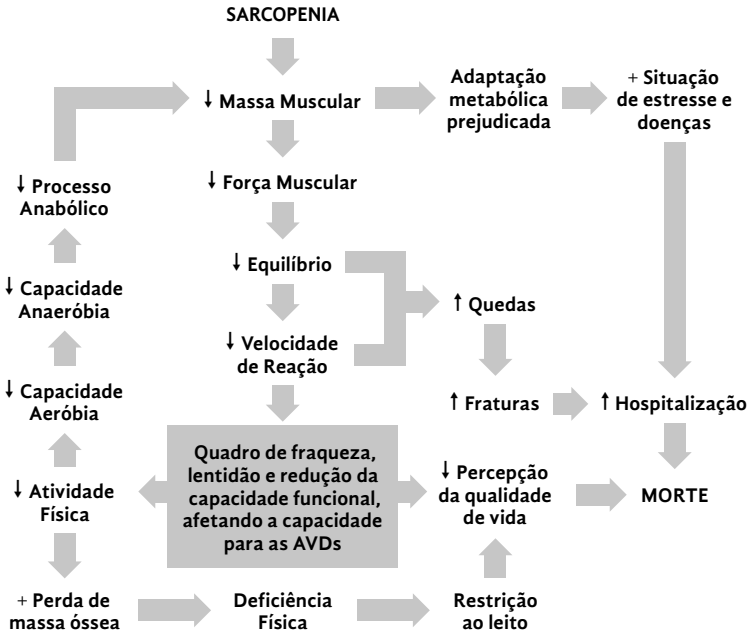 SARCOPENIA
↓ Massa Muscular
Adaptação
metabólica
prejudicada
+ Situação
de estresse e
doenças
↓ Processo
Anabólico
↓ Força Muscular
↓ Capacidade
Anaeróbia
↓ Equilíbrio
↑ Quedas
↓ Velocidade
de Reação
↓ Capacidade
Aeróbia
↑ Fraturas
↑ Hospitalização
↓ Atividade
Física
Quadro de fraqueza,
lentidão e redução da
capacidade funcional,
afetando a capacidade
para as AVDs
↓ Percepção
da qualidade
de vida
MORTE
+ Perda de
massa óssea
Deficiência
Física
Restrição
ao leito